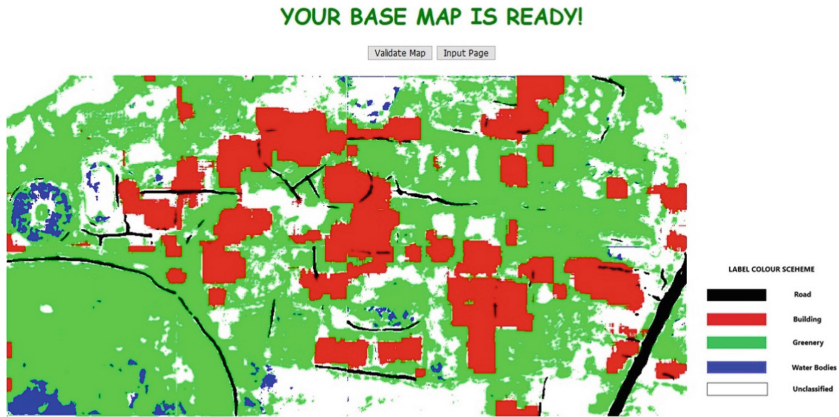 YOUR BASE MAP IS READY!
Validate Map Input Page
LABEL COLOUR SCEHEME
Road
Building
Greenery
Water Bodies
Unclassified